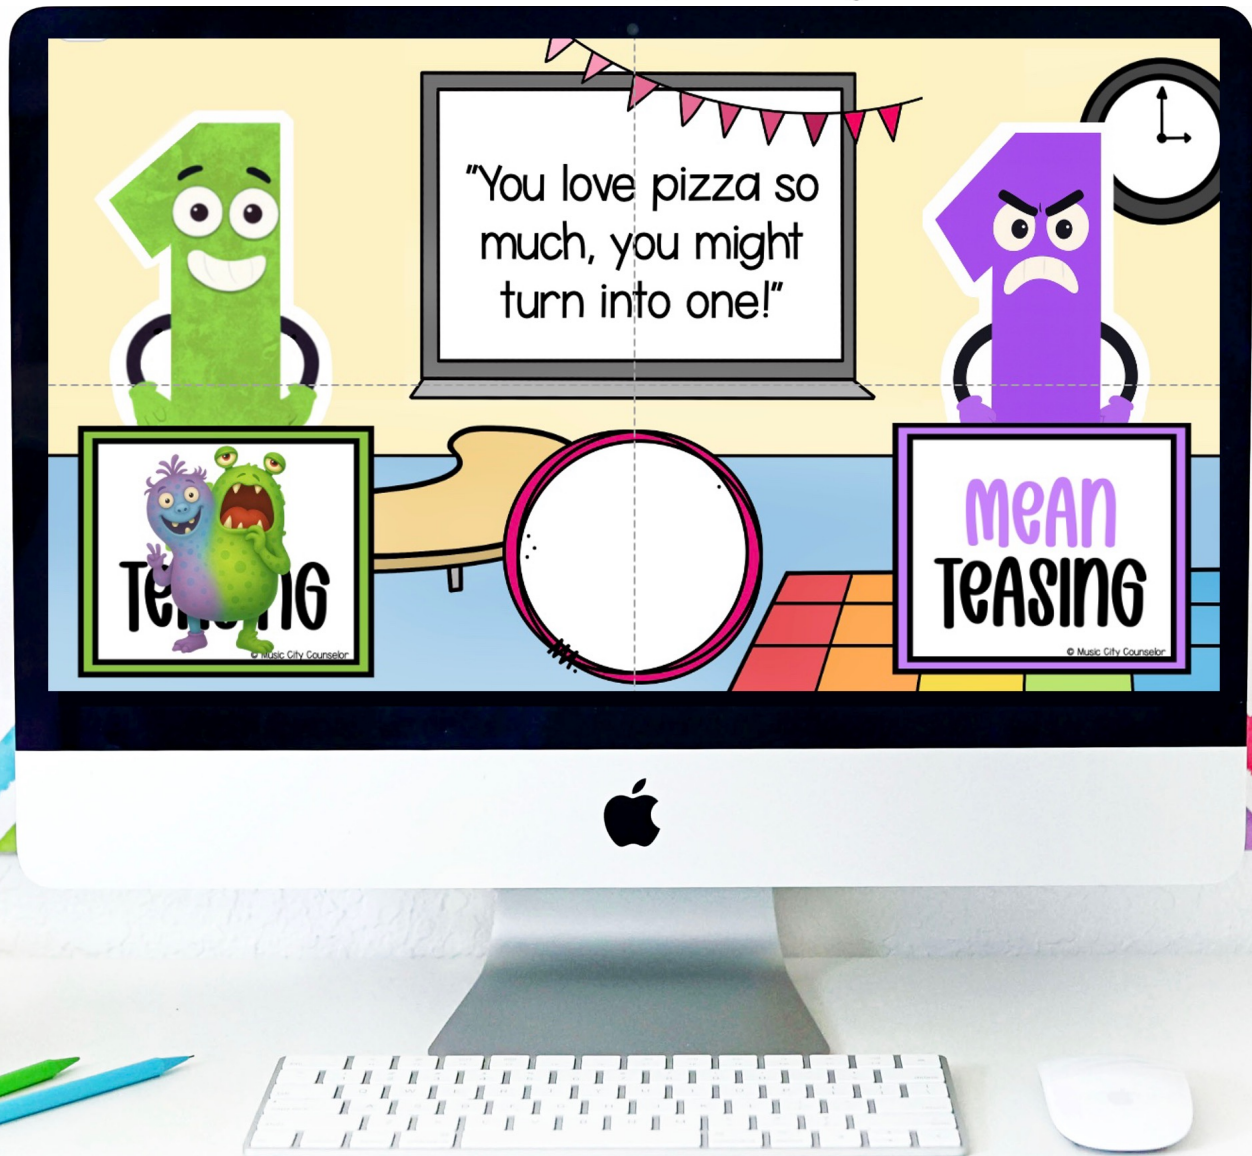 "You love pizza so
much, you might
turn into one!"
© Music City Counselor
mean
TeASING
© Music City Counselor